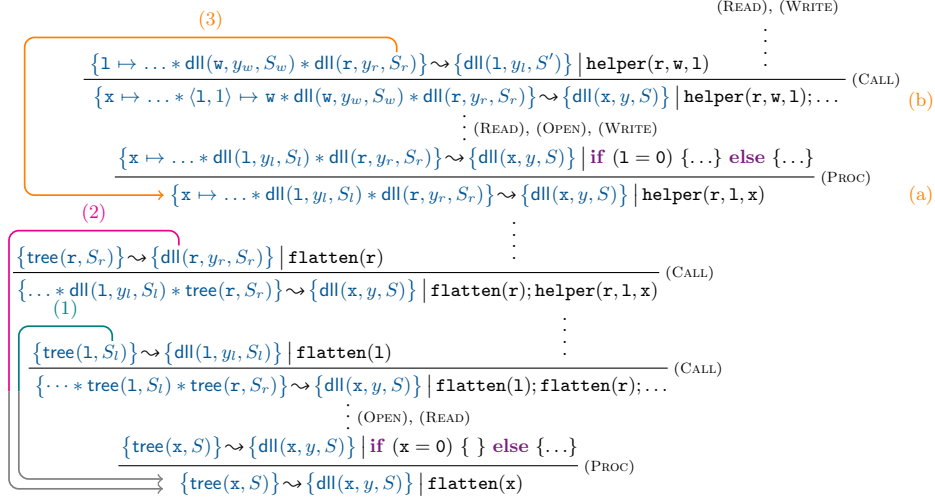 (READ), (WRITE)
(3)
{l ↦ … * dll(w, y_w, S_w) * dll(r, y_r, S_r)} ⤳ {dll(l, y_l, S′)} | helper(r, w, l)
(CALL)
{x ↦ … * ⟨l, 1⟩ ↦ w * dll(w, y_w, S_w) * dll(r, y_r, S_r)} ⤳ {dll(x, y, S)} | helper(r, w, l); …
(b)
(READ), (OPEN), (WRITE)
{x ↦ … * dll(l, y_l, S_l) * dll(r, y_r, S_r)} ⤳ {dll(x, y, S)} | if (l = 0) {…} else {…}
(PROC)
{x ↦ … * dll(l, y_l, S_l) * dll(r, y_r, S_r)} ⤳ {dll(x, y, S)} | helper(r, l, x)
(a)
(2)
{tree(r, S_r)} ⤳ {dll(r, y_r, S_r)} | flatten(r)
(CALL)
{… * dll(l, y_l, S_l) * tree(r, S_r)} ⤳ {dll(x, y, S)} | flatten(r); helper(r, l, x)
(1)
{tree(l, S_l)} ⤳ {dll(l, y_l, S_l)} | flatten(l)
(CALL)
{⋯ * tree(l, S_l) * tree(r, S_r)} ⤳ {dll(x, y, S)} | flatten(l); flatten(r); …
(OPEN), (READ)
{tree(x, S)} ⤳ {dll(x, y, S)} | if (x = 0) { } else {…}
(PROC)
{tree(x, S)} ⤳ {dll(x, y, S)} | flatten(x)